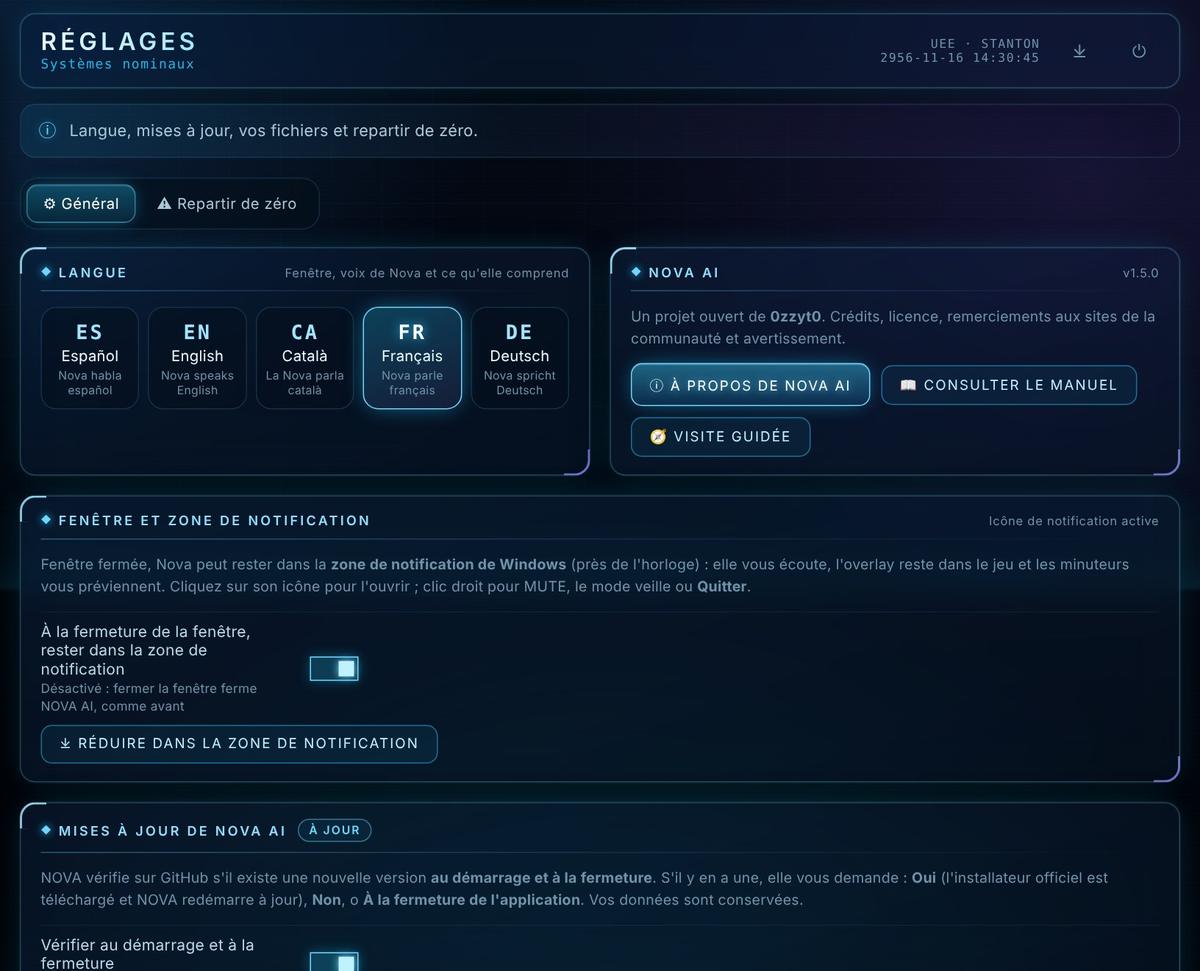 RÉGLAGES
Systèmes nominaux
UEE · STANTON
2956-11-16 14:30:45
ⓘ Langue, mises à jour, vos fichiers et repartir de zéro.
⚙ Général
⚠ Repartir de zéro
◆ LANGUE
Fenêtre, voix de Nova et ce qu'elle comprend
ES
Español
Nova habla
español
EN
English
Nova speaks
English
CA
Català
La Nova parla
català
FR
Français
Nova parle
français
DE
Deutsch
Nova spricht
Deutsch
◆ NOVA AI
v1.5.0
Un projet ouvert de 0zzyt0. Crédits, licence, remerciements aux sites de la
communauté et avertissement.
ⓘ À PROPOS DE NOVA AI
📖 CONSULTER LE MANUEL
🧭 VISITE GUIDÉE
◆ FENÊTRE ET ZONE DE NOTIFICATION
Icône de notification active
Fenêtre fermée, Nova peut rester dans la zone de notification de Windows (près de l'horloge) : elle vous écoute, l'overlay reste dans le jeu et les minuteurs
vous préviennent. Cliquez sur son icône pour l'ouvrir ; clic droit pour MUTE, le mode veille ou Quitter.
À la fermeture de la fenêtre,
rester dans la zone de
notification
Désactivé : fermer la fenêtre ferme
NOVA AI, comme avant
RÉDUIRE DANS LA ZONE DE NOTIFICATION
◆ MISES À JOUR DE NOVA AI
À JOUR
NOVA vérifie sur GitHub s'il existe une nouvelle version au démarrage et à la fermeture. S'il y en a une, elle vous demande : Oui (l'installateur officiel est
téléchargé et NOVA redémarre à jour), Non, o À la fermeture de l'application. Vos données sont conservées.
Vérifier au démarrage et à la
fermeture